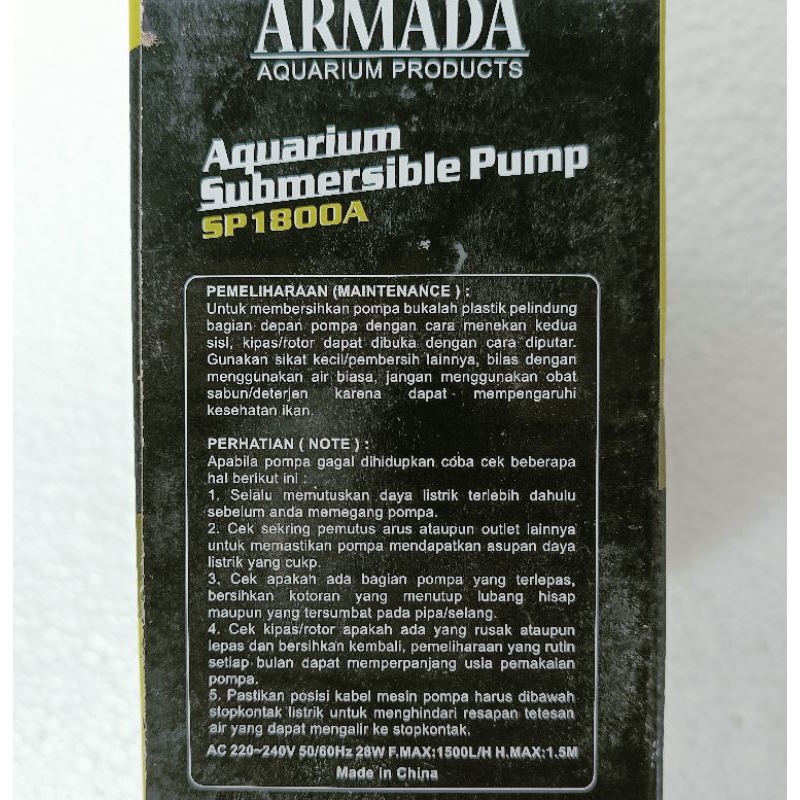 ARMADA
AQUARIUM PRODUCTS
Aquarium
Submersible Pump
SP1800A
PEMELIHARAAN (MAINTENANCE ) :
Untuk membersihkan pompa bukalah plastik pelindung
bagian depan pompa dengan cara menekan kedua
sisi, kipas/rotor dapat dibuka dengan cara diputar.
Gunakan sikat kecil/pembersih lainnya, bilas dengan
menggunakan air biasa, jangan menggunakan obat
sabun/deterjen karena dapat mempengaruhi
kesehatan ikan.
PERHATIAN ( NOTE ) :
Apabila pompa gagal dihidupkan coba cek beberapa
hal berikut ini :
1. Selalu memutuskan daya listrik terlebih dahulu
sebelum anda memegang pompa.
2. Cek sekring pemutus arus ataupun outlet lainnya
untuk memastikan pompa mendapatkan asupan daya
listrik yang cukp.
3. Cek apakah ada bagian pompa yang terlepas,
bersihkan kotoran yang menutup lubang hisap
maupun yang tersumbat pada pipa/selang.
4. Cek kipas/rotor apakah ada yang rusak ataupun
lepas dan bersihkan kembali, pemeliharaan yang rutin
setiap bulan dapat memperpanjang usia pemakaian
pompa.
5. Pastikan posisi kabel mesin pompa harus dibawah
stopkontak listrik untuk menghindari resapan tetesan
air yang dapat mengalir ke stopkontak.
AC 220~240V 50/60Hz 28W F.MAX:1500L/H H.MAX:1.5M
Made in China